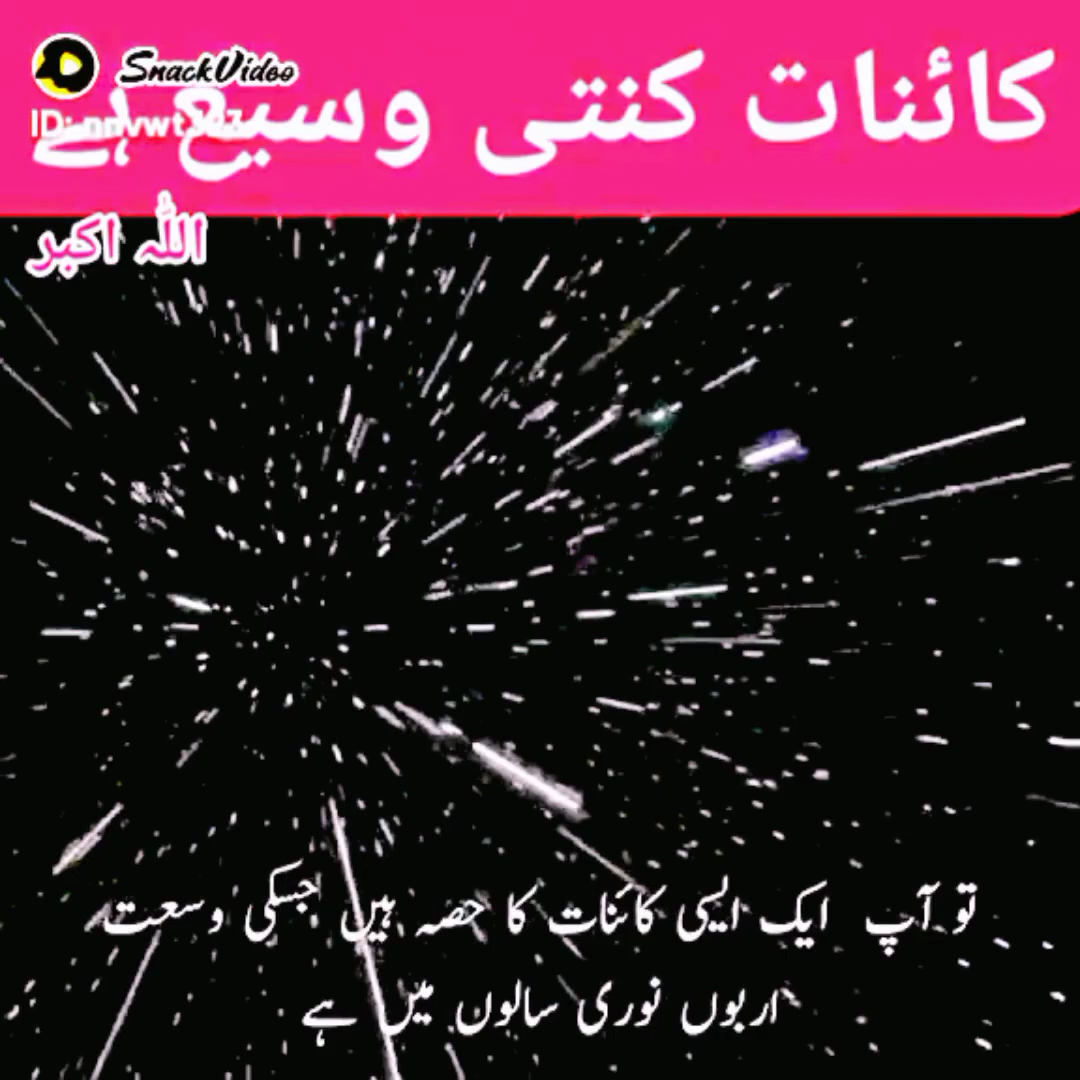 SnackVideo
کائنات کنتی وسیع ہے
اللہ اکبر
تو آپ ایک ایسی کائنات کا حصہ ہیں جسکی وسعت
اربوں نوری سالوں میں ہے